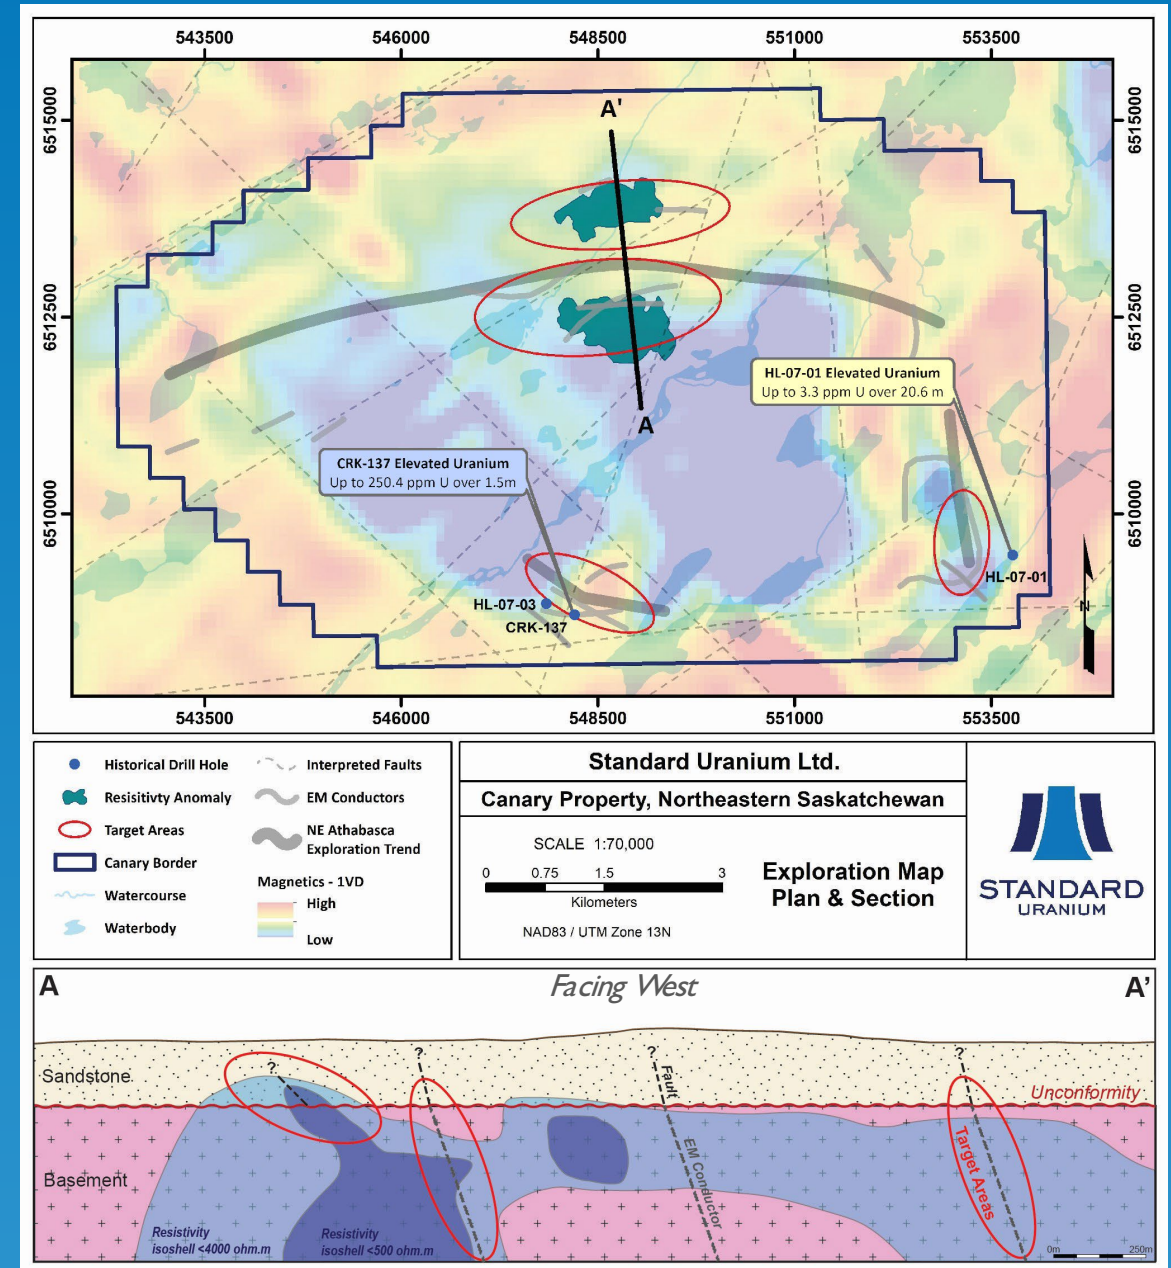 543500 546000 548500 551000 553500
6515000
6515000
A'
6512500
6512500
HL-07-01 Elevated Uranium
Up to 3.3 ppm U over 20.6 m
A
CRK-137 Elevated Uranium
Up to 250.4 ppm U over 1.5m
6510000
6510000
HL-07-01
HL-07-03
CRK-137
N
543500 546000 548500 551000 553500
Historical Drill Hole
Resisitivty Anomaly
Target Areas
Canary Border
Watercourse
Waterbody
Interpreted Faults
EM Conductors
NE Athabasca
Exploration Trend
Magnetics - 1VD
High
Low
Standard Uranium Ltd.
Canary Property, Northeastern Saskatchewan
SCALE 1:70,000
0 0.75 1.5 3
Kilometers
NAD83 / UTM Zone 13N
Exploration Map
Plan & Section
STANDARD
URANIUM
A
Facing West
A'
? ? ? ?
Sandstone
Fault
Unconformity
Basement
EM Conductor
Target Areas
Resistivity
isoshell <4000 ohm.m
Resistivity
isoshell <500 ohm.m
0m 250m